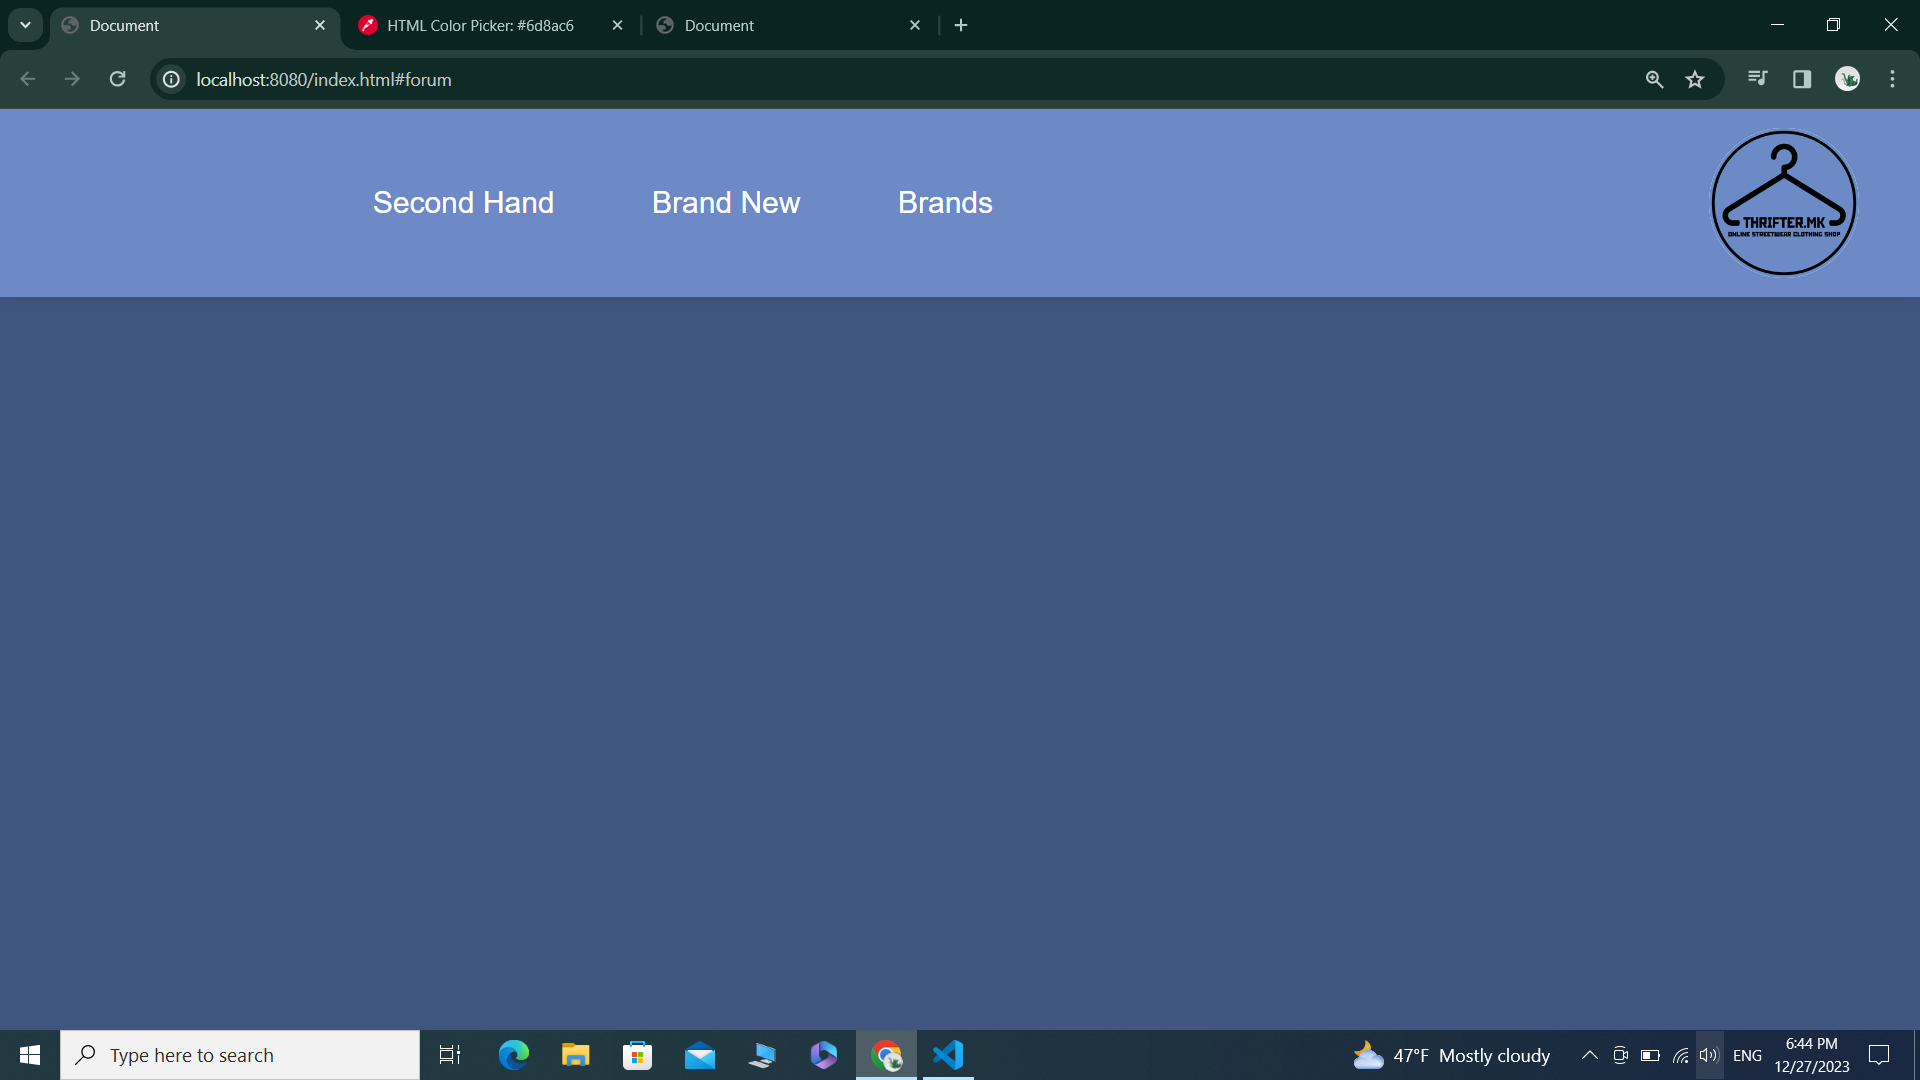 Document
HTML Color Picker: #6d8ac6
Document
localhost:8080/index.html#forum
Second Hand
Brand New
Brands
THRIFTER.MK
ONLINE STREETWEAR CLOTHING SHOP
Type here to search
47°F Mostly cloudy
ENG
6:44 PM
12/27/2023